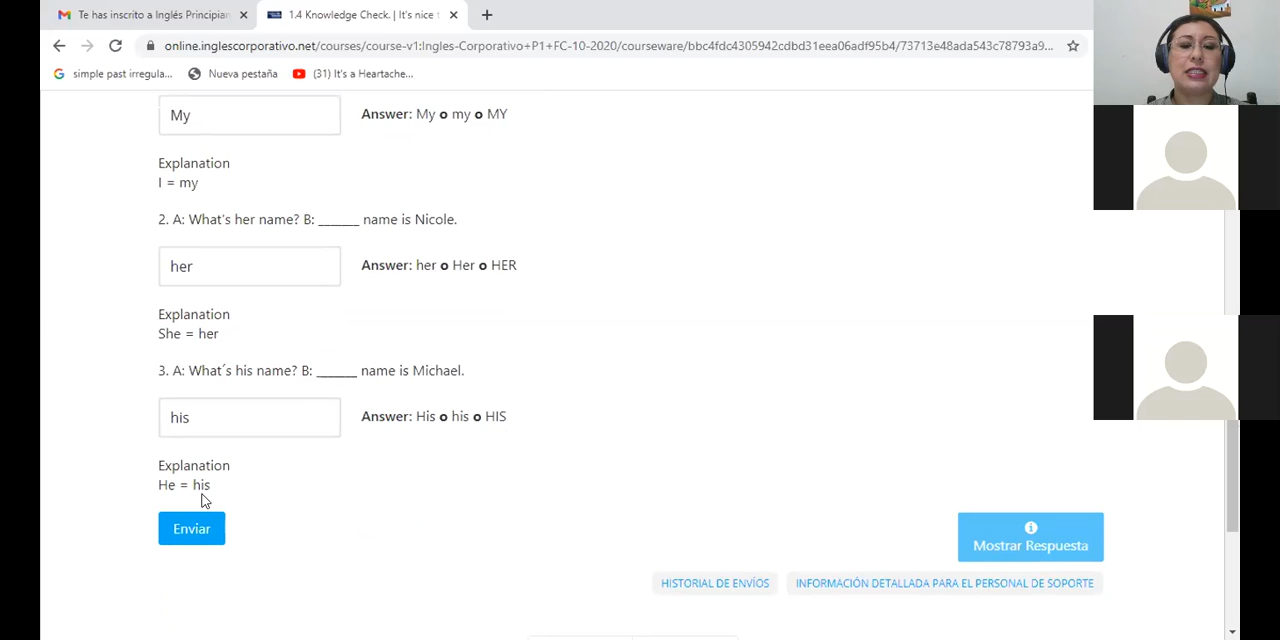 Te has inscrito a Inglés Principian
1.4 Knowledge Check. | It's nice t
online.inglescorporativo.net/courses/course-v1:Ingles-Corporativo+P1+FC-10-2020/courseware/bbc4fdc4305942cdbd31eea06adf95b4/73713e48ada543c78793a9...
simple past irregula...
Nueva pestaña
(31) It's a Heartache...
My
Answer: My o my o MY
Explanation
I = my
2. A: What's her name? B: ______ name is Nicole.
her
Answer: her o Her o HER
Explanation
She = her
3. A: What´s his name? B: ______ name is Michael.
his
Answer: His o his o HIS
Explanation
He = his
Enviar
Mostrar Respuesta
HISTORIAL DE ENVÍOS
INFORMACIÓN DETALLADA PARA EL PERSONAL DE SOPORTE